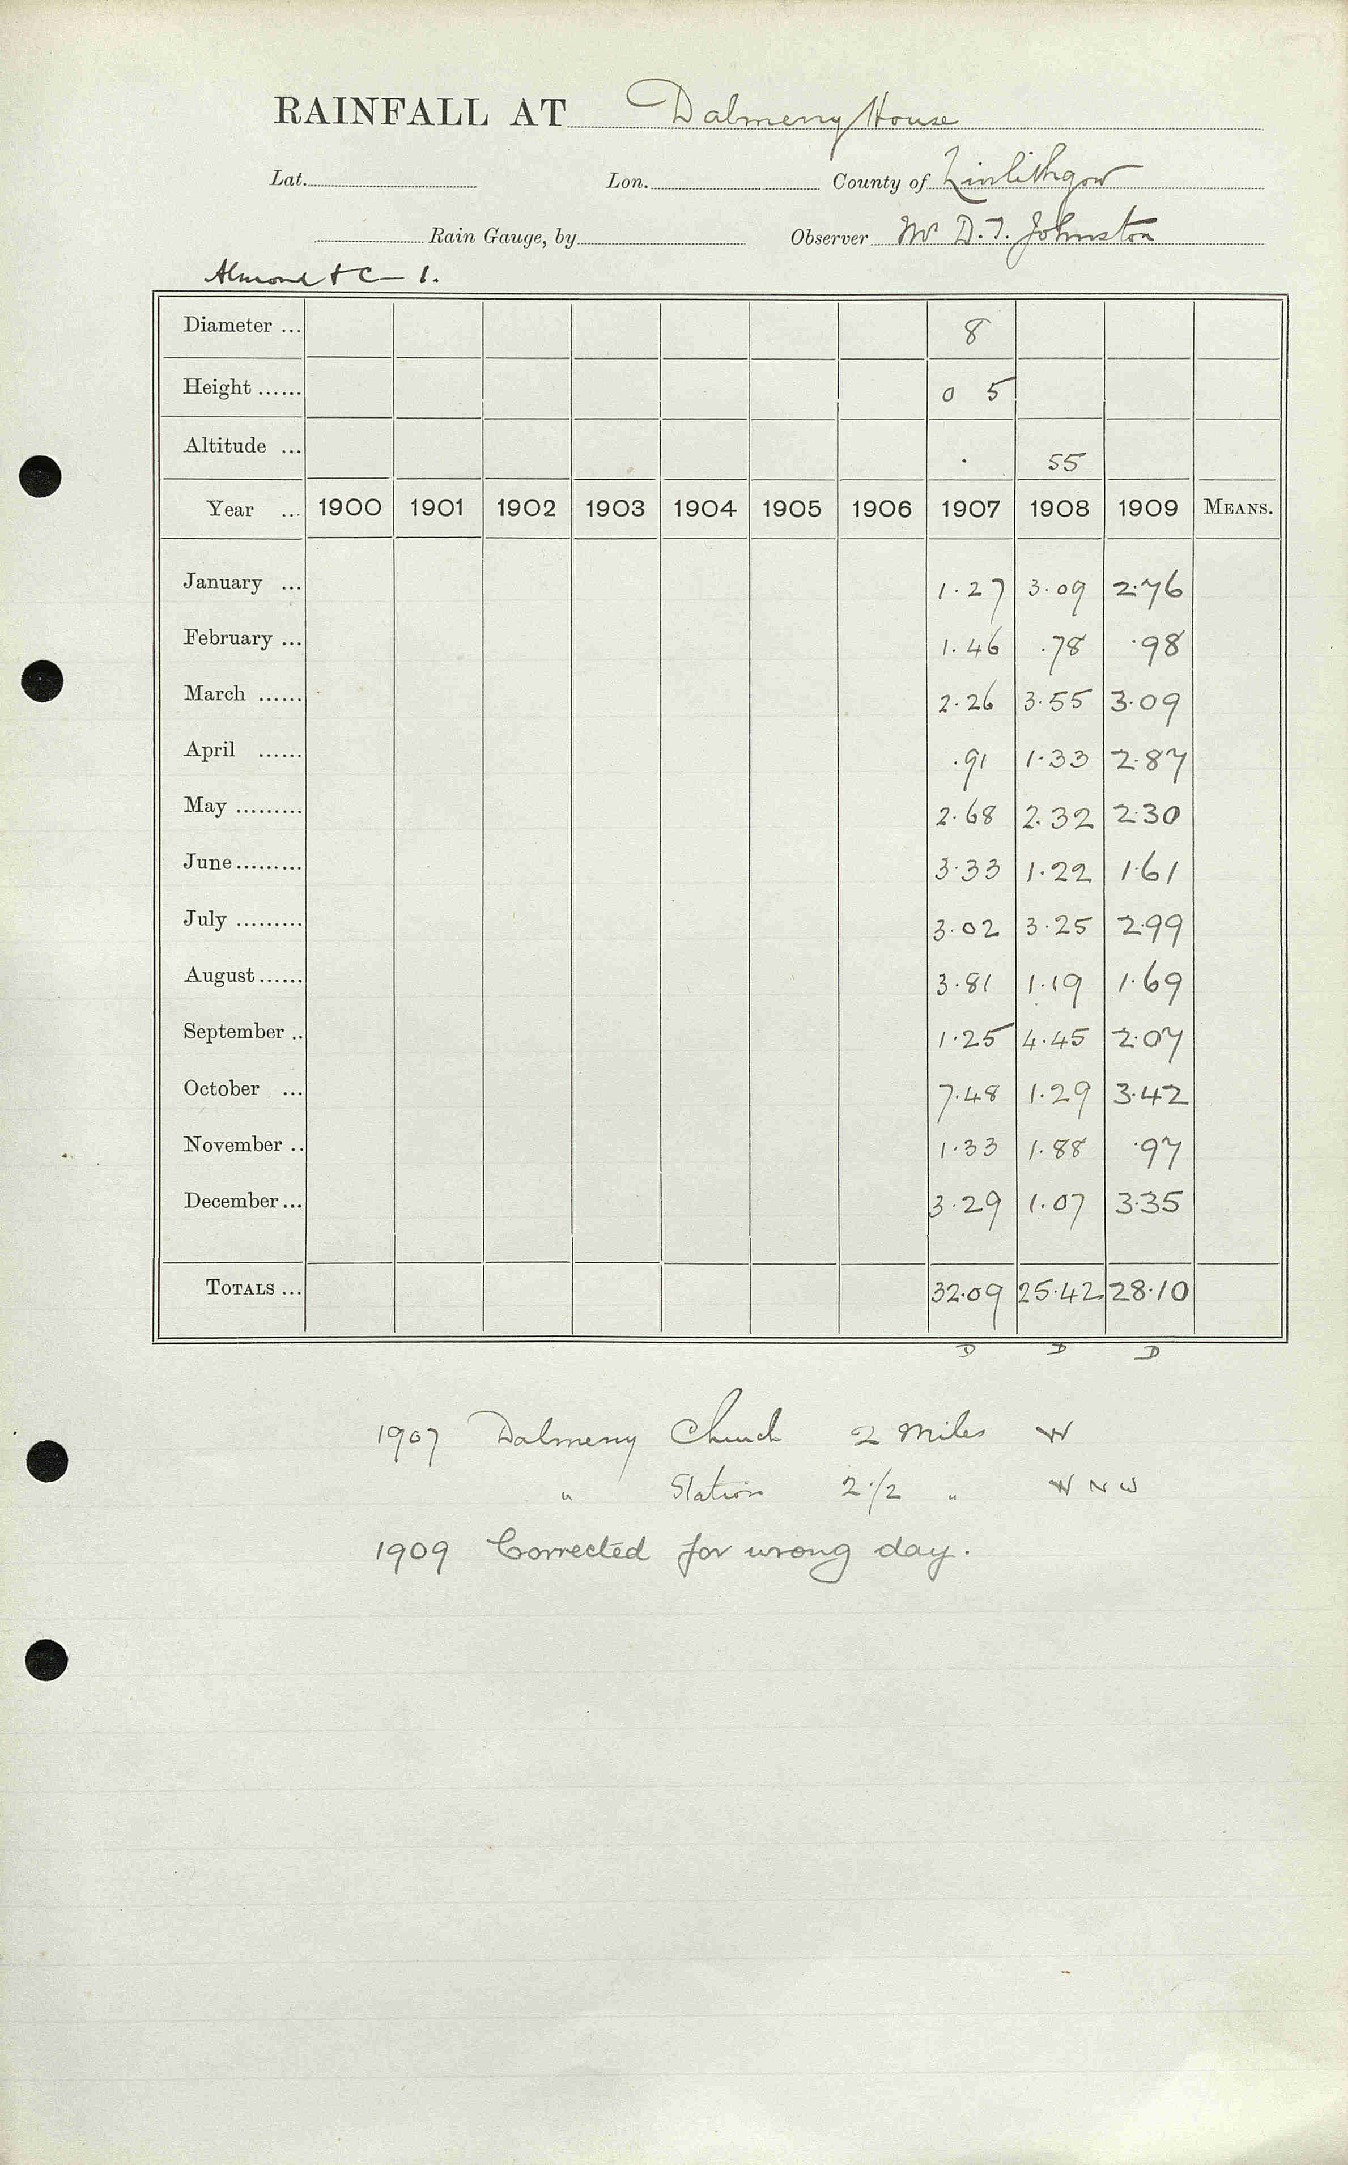 RAINFALL AT Dalmeny House
Lat. Lon. County of Linlithgow
Rain Gauge, by Observer Mr D. T. Johnston
Almond &c — 1.
Diameter ... 8
Height ...... 0 5
Altitude ... . 55
Year ... 1900 1901 1902 1903 1904 1905 1906 1907 1908 1909 MEANS.
January ... 1.27 3.09 2.76
February ... 1.46 .78 .98
March ...... 2.26 3.55 3.09
April ...... .91 1.33 2.87
May ......... 2.68 2.32 2.30
June ......... 3.33 1.22 1.61
July ......... 3.02 3.25 2.99
August ...... 3.81 1.19 1.69
September .. 1.25 4.45 2.07
October ... 7.48 1.29 3.42
November .. 1.33 1.88 .97
December ... 3.29 1.07 3.35
TOTALS ... 32.09 25.42 28.10
D D D
1907 Dalmeny Church 2 miles W
" Station 2 1/2 " W N W
1909 Corrected for wrong day.